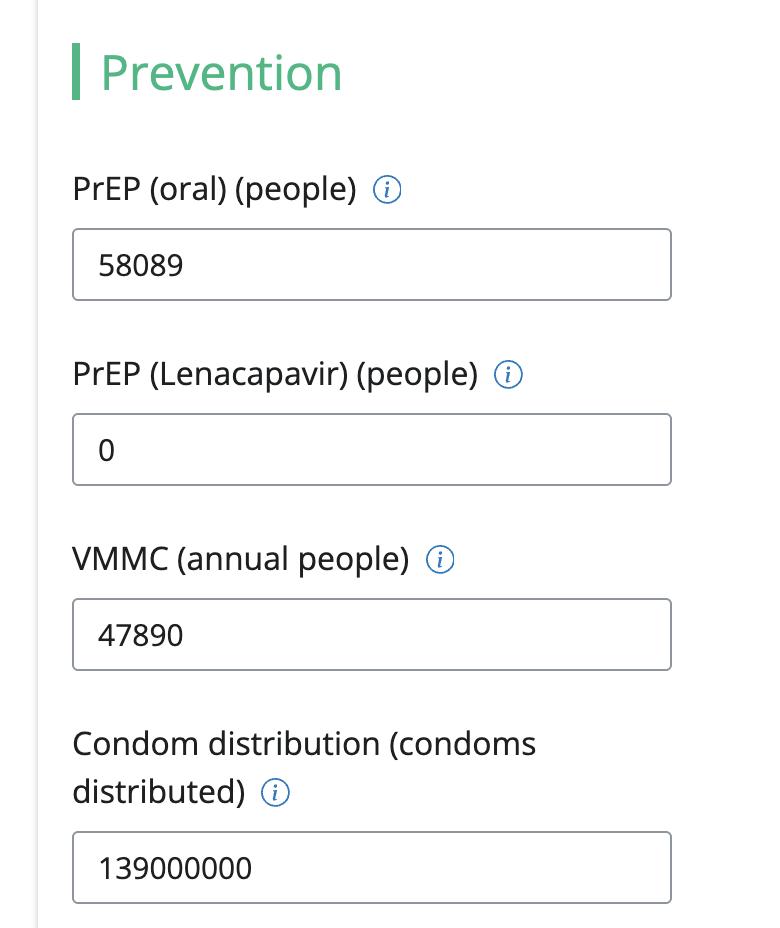 Prevention
PrEP (oral) (people)
58089
PrEP (Lenacapavir) (people)
0
VMMC (annual people)
47890
Condom distribution (condoms
distributed)
139000000